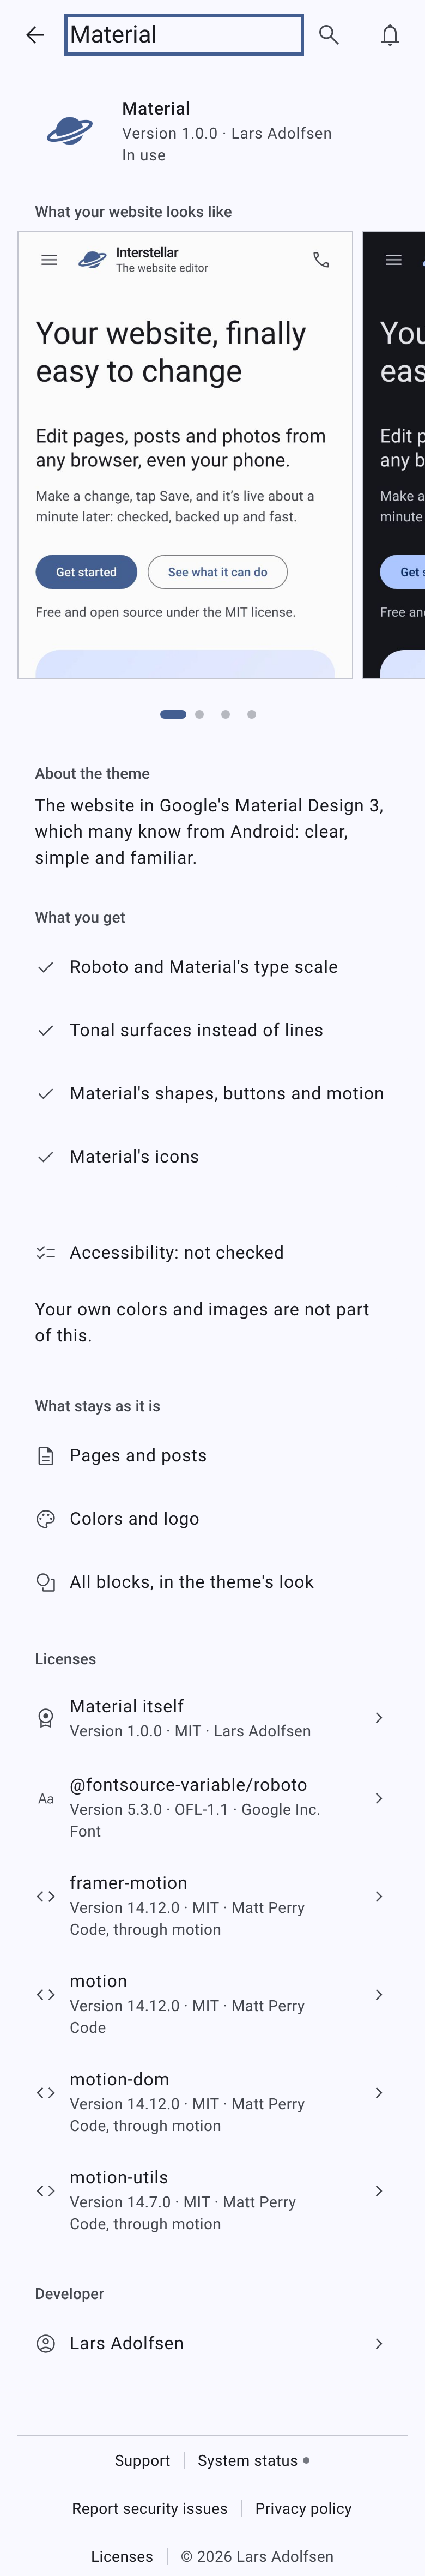 Material
Material
Version 1.0.0 · Lars Adolfsen
In use
What your website looks like
Interstellar
The website editor
Your website, finally
easy to change
Edit pages, posts and photos from
any browser, even your phone.
Make a change, tap Save, and it's live about a
minute later: checked, backed up and fast.
Get started
See what it can do
Free and open source under the MIT license.
You
eas
Edit p
any b
Make a
minute
Get s
Free an
About the theme
The website in Google's Material Design 3,
which many know from Android: clear,
simple and familiar.
What you get
Roboto and Material's type scale
Tonal surfaces instead of lines
Material's shapes, buttons and motion
Material's icons
Accessibility: not checked
Your own colors and images are not part
of this.
What stays as it is
Pages and posts
Colors and logo
All blocks, in the theme's look
Licenses
Material itself
Version 1.0.0 · MIT · Lars Adolfsen
Aa
@fontsource-variable/roboto
Version 5.3.0 · OFL-1.1 · Google Inc.
Font
framer-motion
Version 14.12.0 · MIT · Matt Perry
Code, through motion
motion
Version 14.12.0 · MIT · Matt Perry
Code
motion-dom
Version 14.12.0 · MIT · Matt Perry
Code, through motion
motion-utils
Version 14.7.0 · MIT · Matt Perry
Code, through motion
Developer
Lars Adolfsen
Support
System status
Report security issues
Privacy policy
Licenses
© 2026 Lars Adolfsen